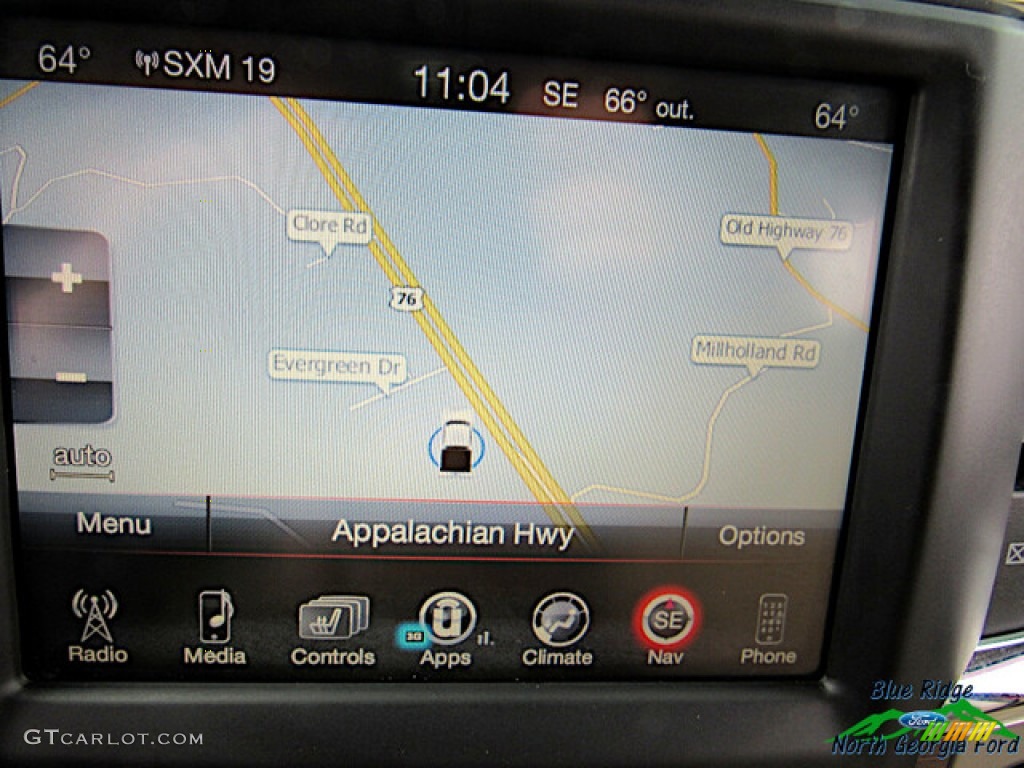 64° SXM 19 11:04 SE 66° out. 64°
Clore Rd
Old Highway 76
76
Evergreen Dr
Millholland Rd
auto
Menu Appalachian Hwy Options
SE
3G
Radio Media Controls Apps Climate Nav Phone
Blue Ridge
Ford
North Georgia Ford
GTCARLOT.COM